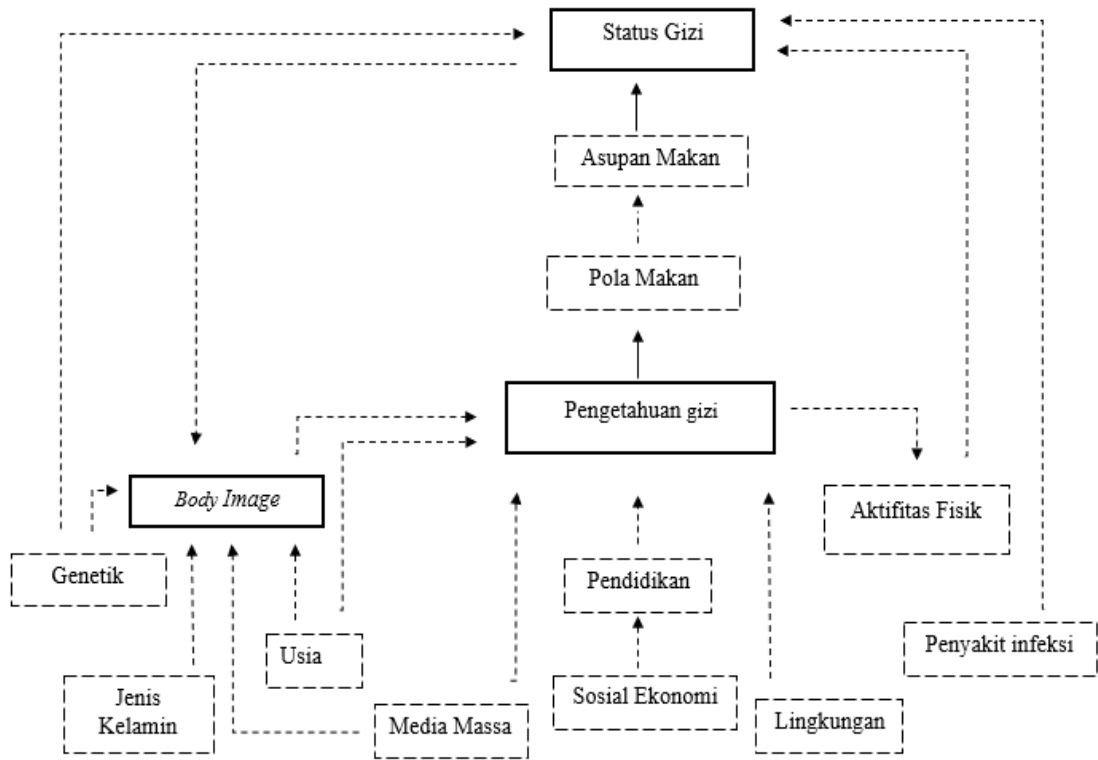 Status Gizi
Asupan Makan
Pola Makan
Pengetahuan gizi
Body Image
Aktifitas Fisik
Genetik
Pendidikan
Usia
Penyakit infeksi
Jenis
Kelamin
Media Massa
Sosial Ekonomi
Lingkungan